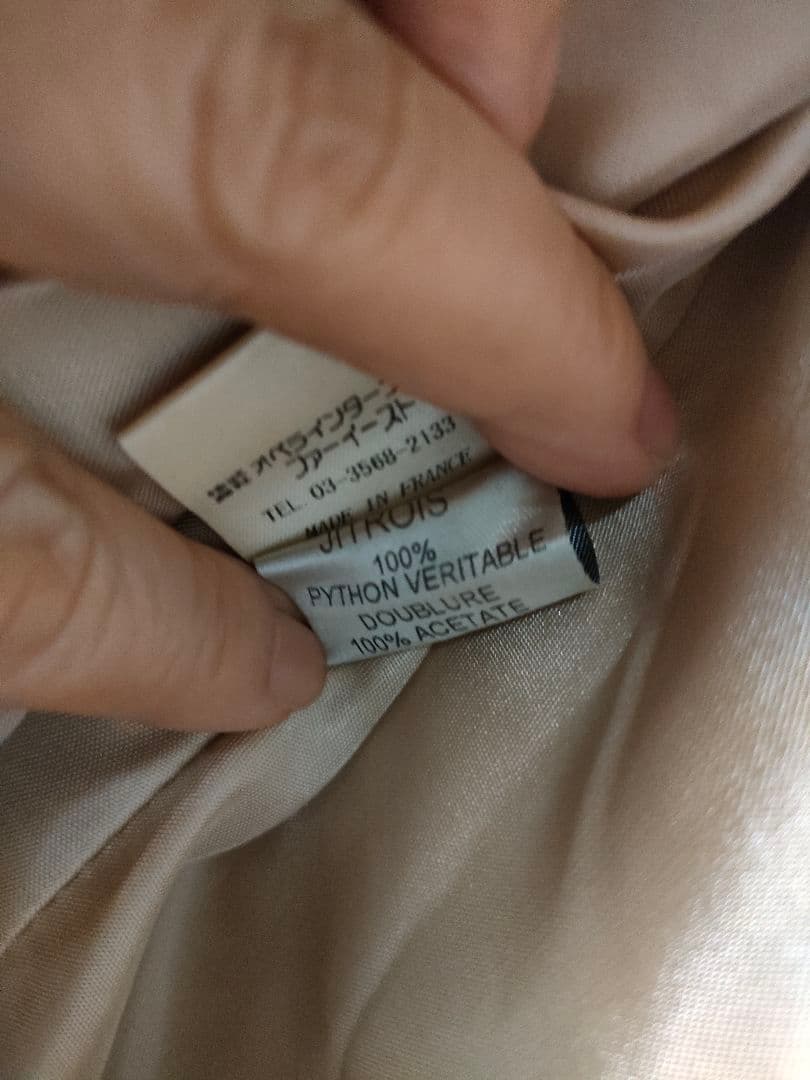 オペラインター
ファーイースト
TEL. 03-3568-2133
MADE IN FRANCE
JITROIS
100%
PYTHON VERITABLE
DOUBLURE
100% ACETATE